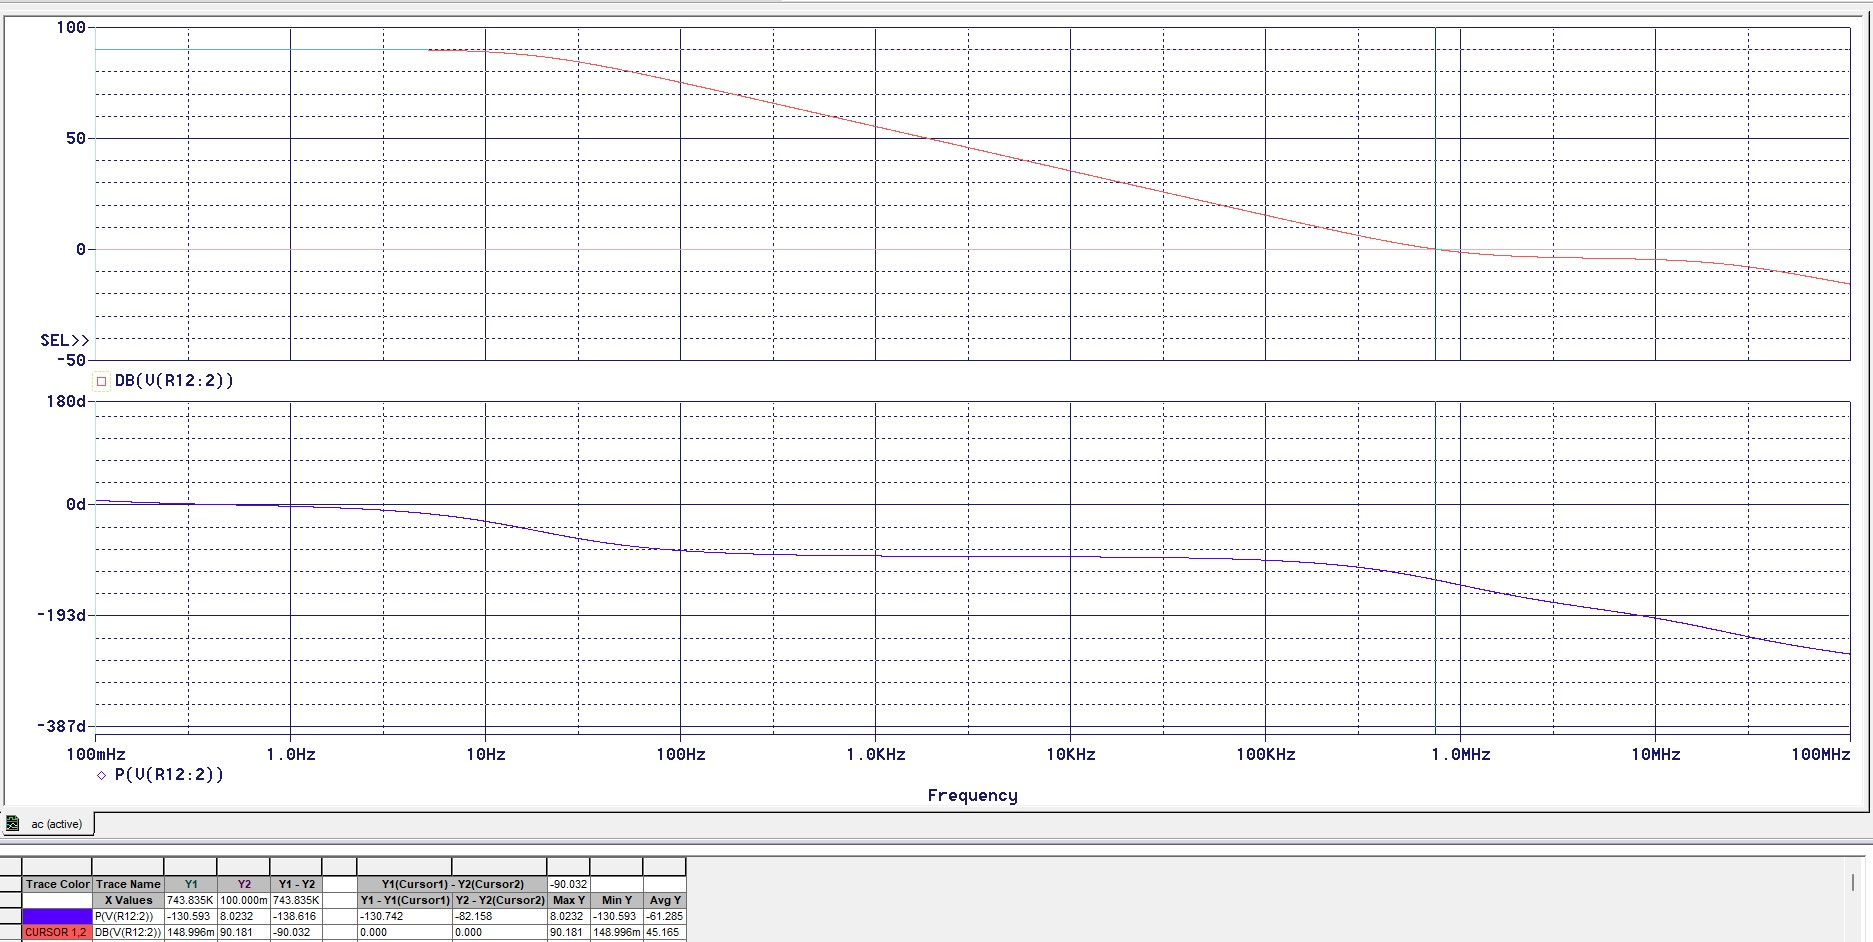 100
50
0
SEL>>
-50
DB(V(R12:2))
180d
0d
-193d
-387d
100mHz 1.0Hz 10Hz 100Hz 1.0KHz 10KHz 100KHz 1.0MHz 10MHz 100MHz
P(V(R12:2))
Frequency
ac (active)
Trace Color Trace Name Y1 Y2 Y1 - Y2 Y1(Cursor1) - Y2(Cursor2) -90.032
X Values 743.835K 100.000m 743.835K Y1 - Y1(Cursor1) Y2 - Y2(Cursor2) Max Y Min Y Avg Y
P(V(R12:2)) -130.593 8.0232 -138.616 -130.742 -82.158 8.0232 -130.593 -61.285
CURSOR 1,2 DB(V(R12:2)) 148.996m 90.181 -90.032 0.000 0.000 90.181 148.996m 45.165